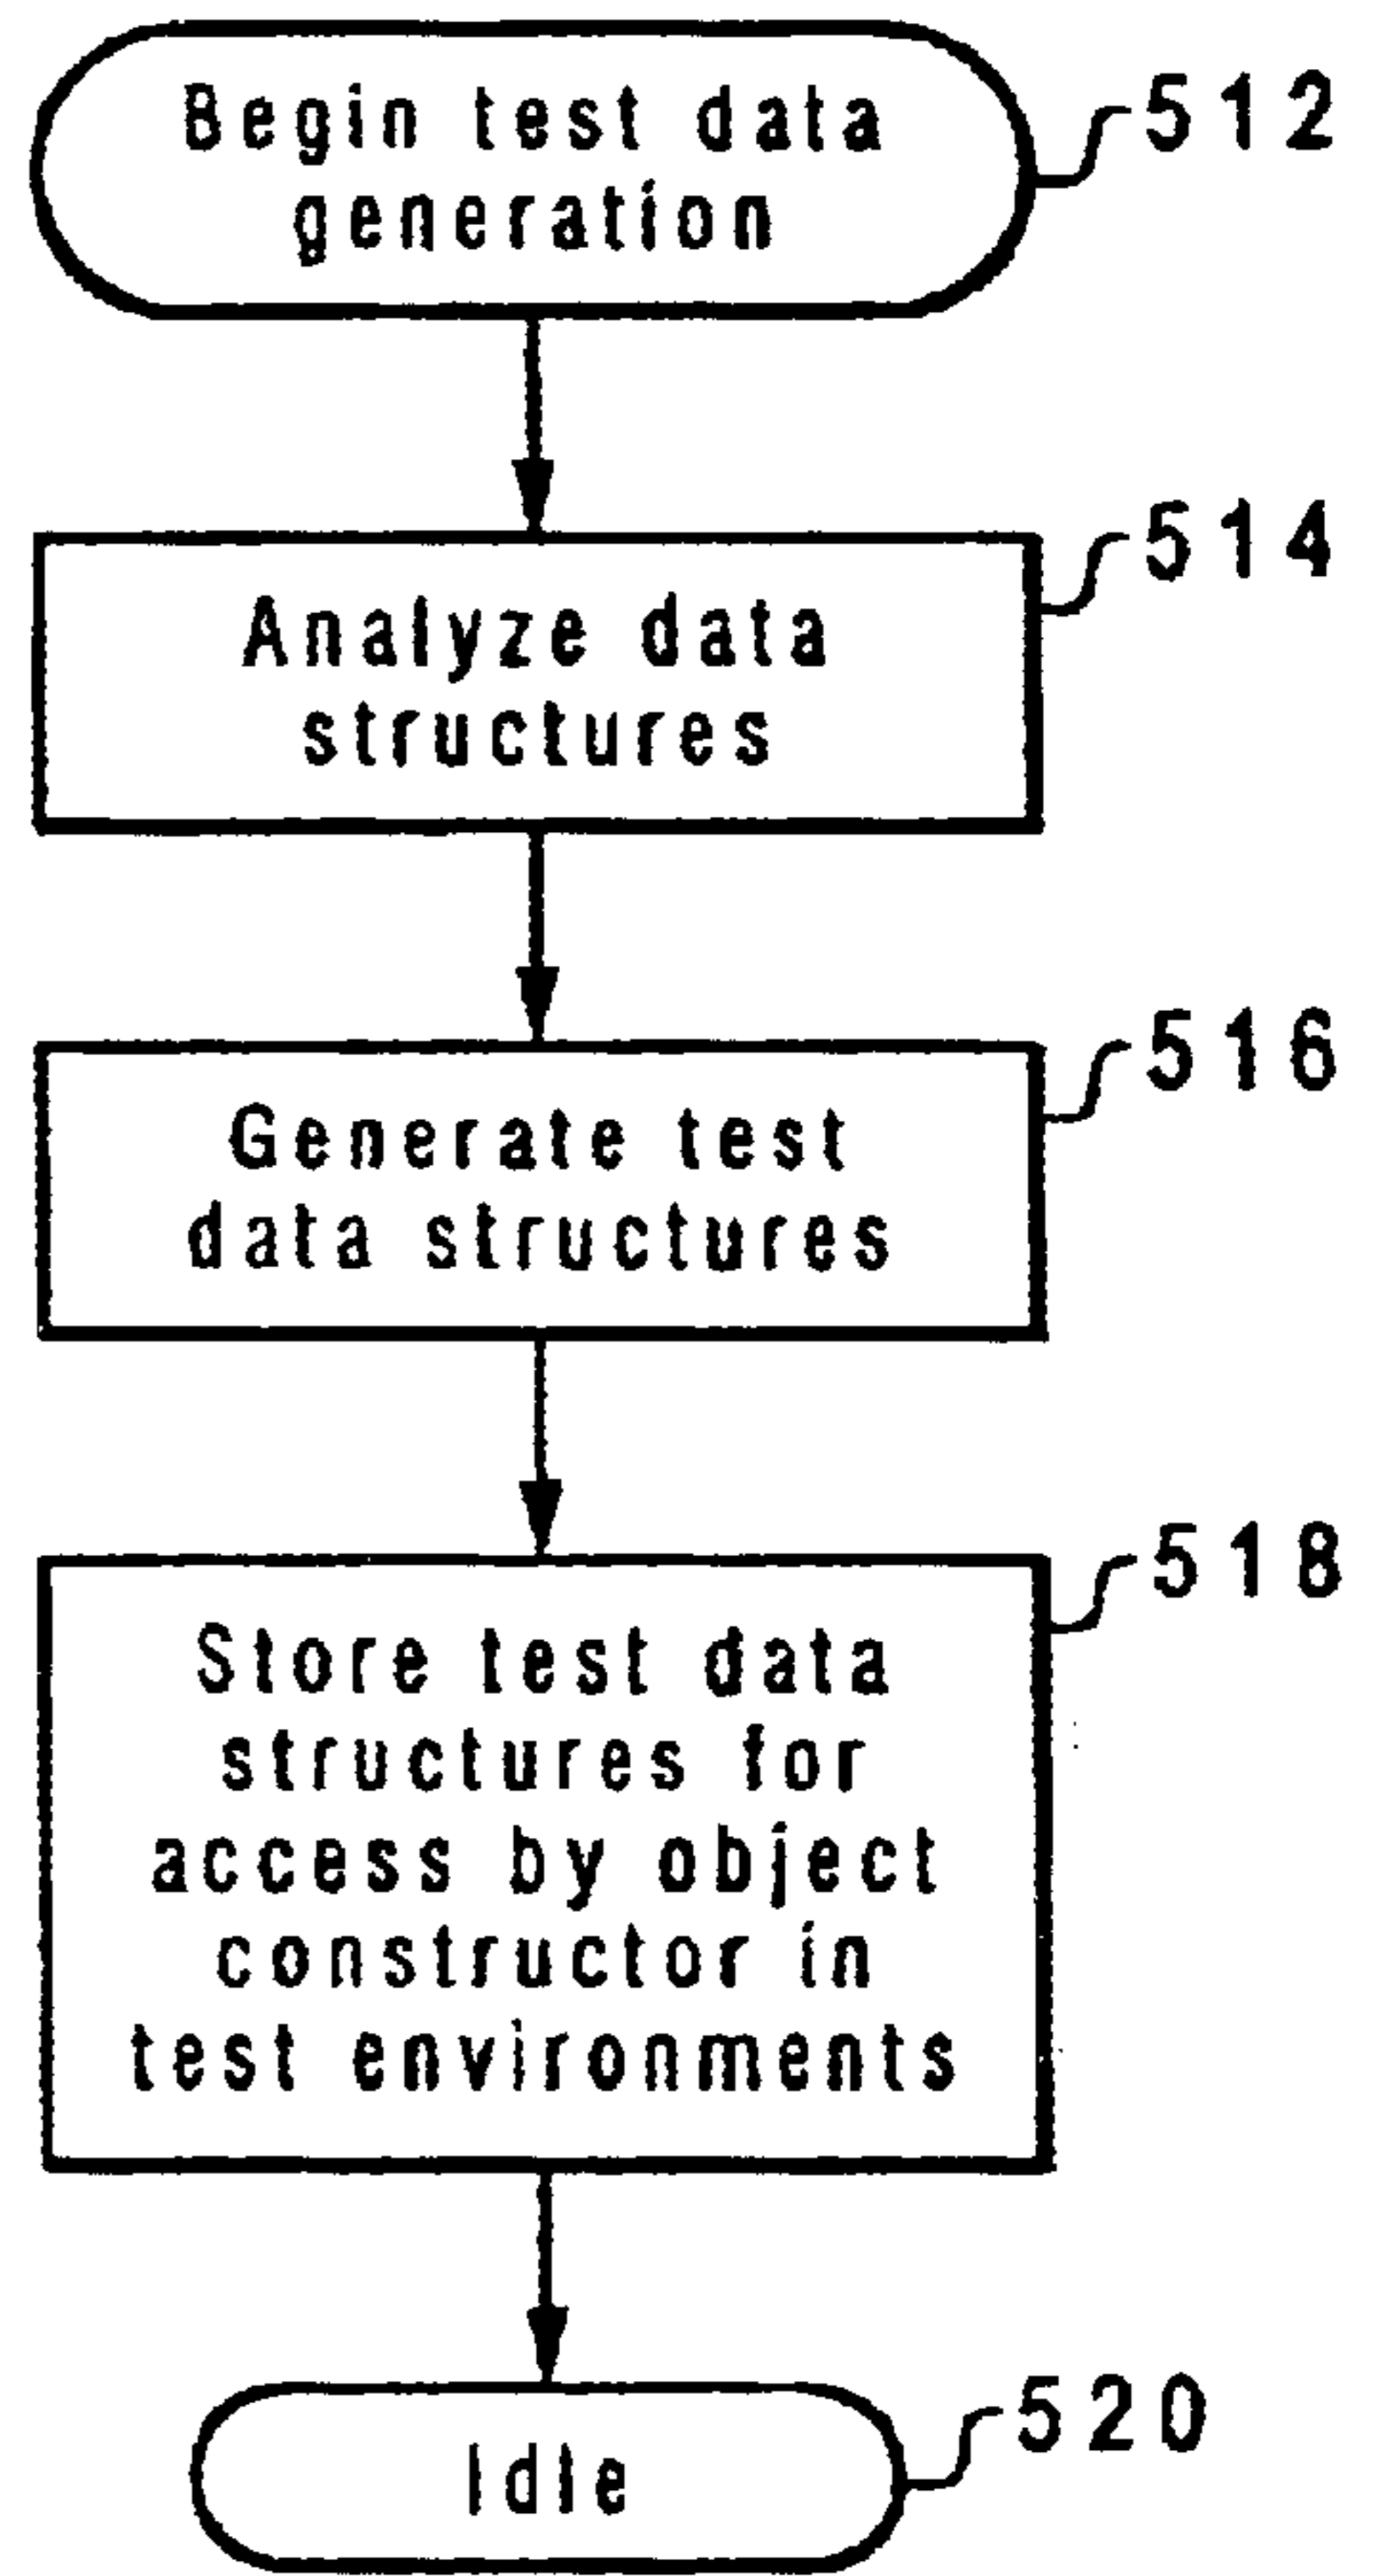 Begin test data
generation
512
Analyze data
structures
514
Generate test
data structures
516
Store test data
structures for
access by object
constructor in
test environments
518
Idle
520